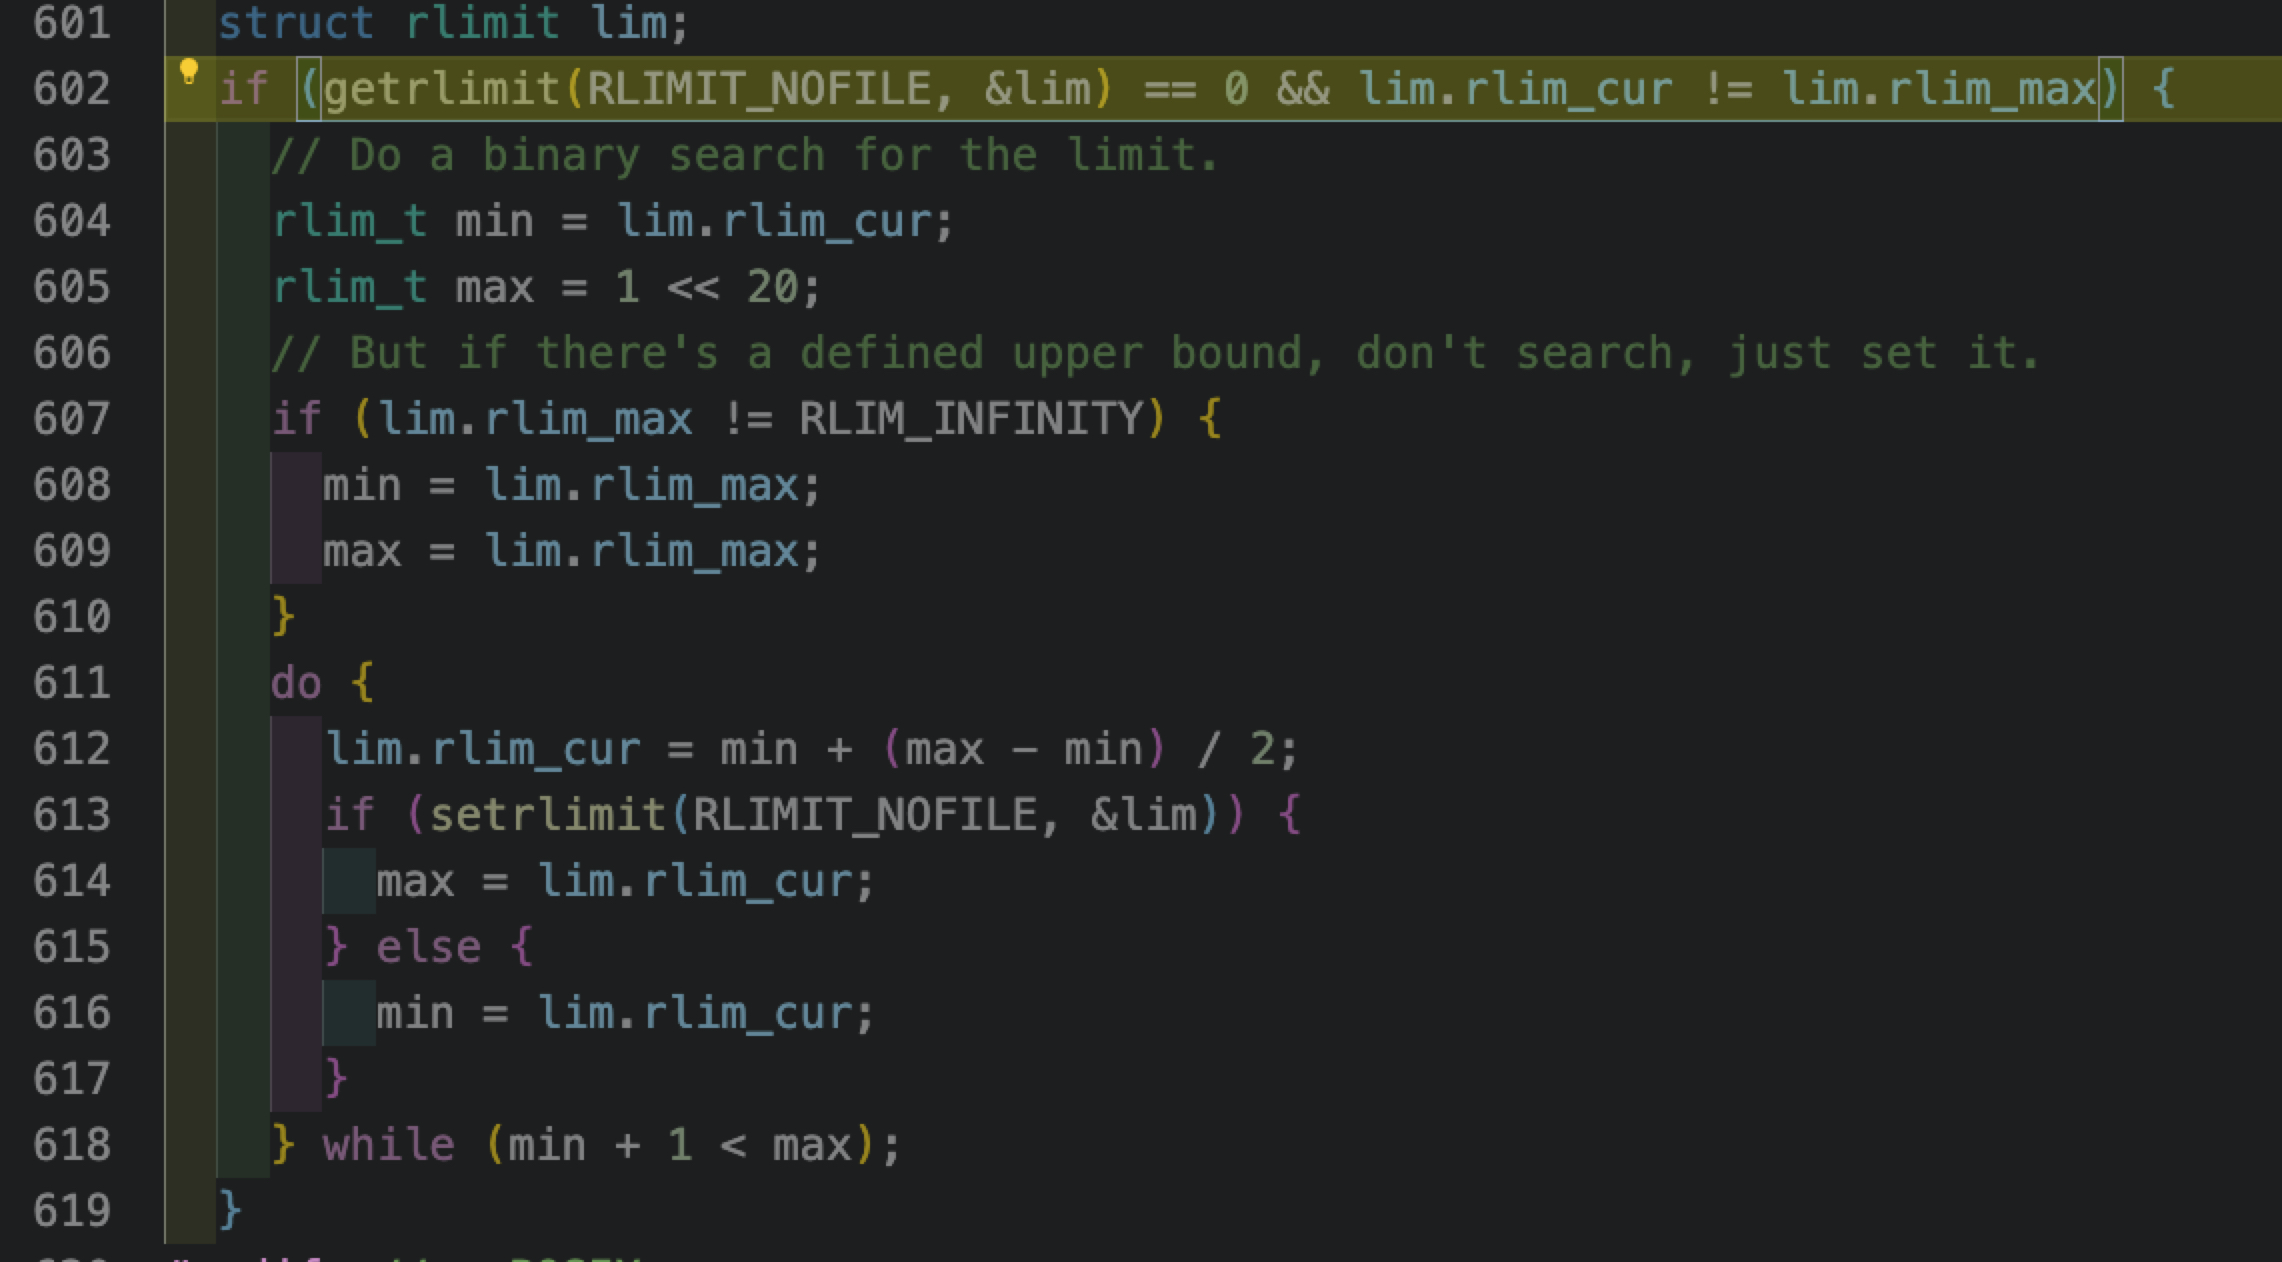 601 struct rlimit lim;
602 if (getrlimit(RLIMIT_NOFILE, &lim) == 0 && lim.rlim_cur != lim.rlim_max) {
603 // Do a binary search for the limit.
604 rlim_t min = lim.rlim_cur;
605 rlim_t max = 1 << 20;
606 // But if there's a defined upper bound, don't search, just set it.
607 if (lim.rlim_max != RLIM_INFINITY) {
608 min = lim.rlim_max;
609 max = lim.rlim_max;
610 }
611 do {
612 lim.rlim_cur = min + (max - min) / 2;
613 if (setrlimit(RLIMIT_NOFILE, &lim)) {
614 max = lim.rlim_cur;
615 } else {
616 min = lim.rlim_cur;
617 }
618 } while (min + 1 < max);
619 }